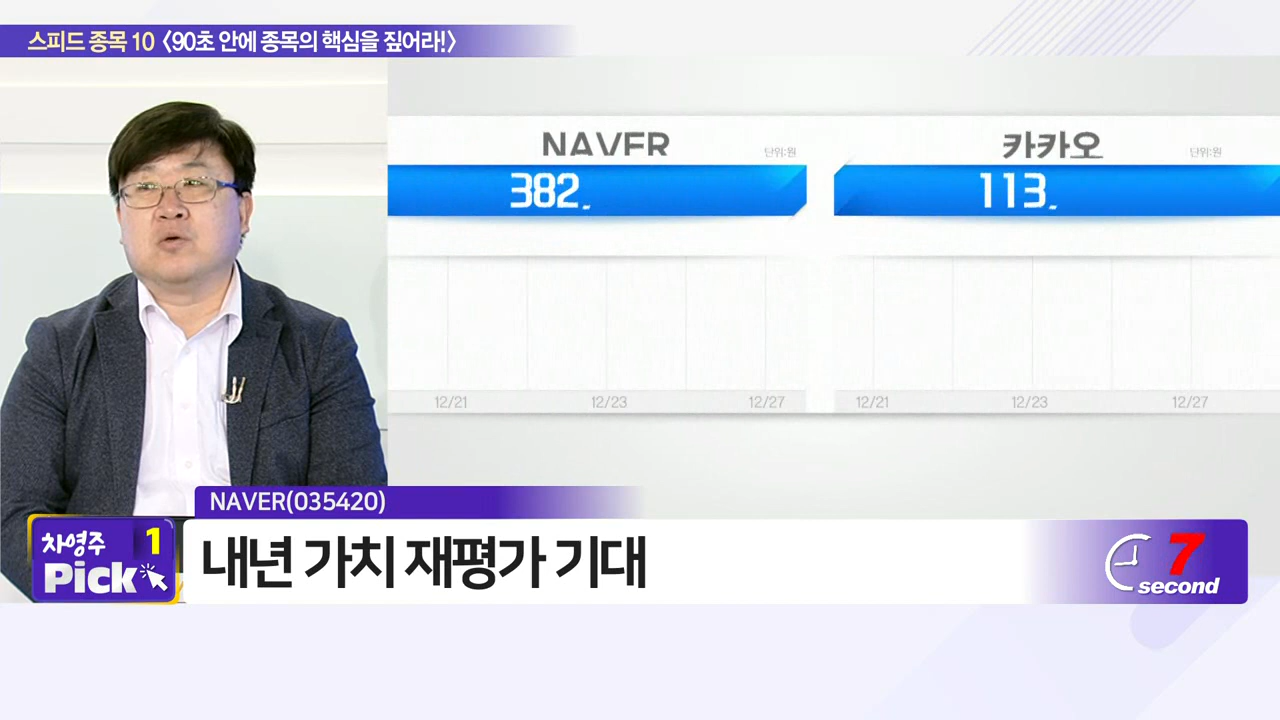 스피드 종목 10 〈90초 안에 종목의 핵심을 짚어라!〉
NAVER
단위:원
카카오
단위:원
382
113
12/21
12/23
12/27
12/21
12/23
12/27
NAVER(035420)
차영주 1
Pick
내년 가치 재평가 기대
7
second